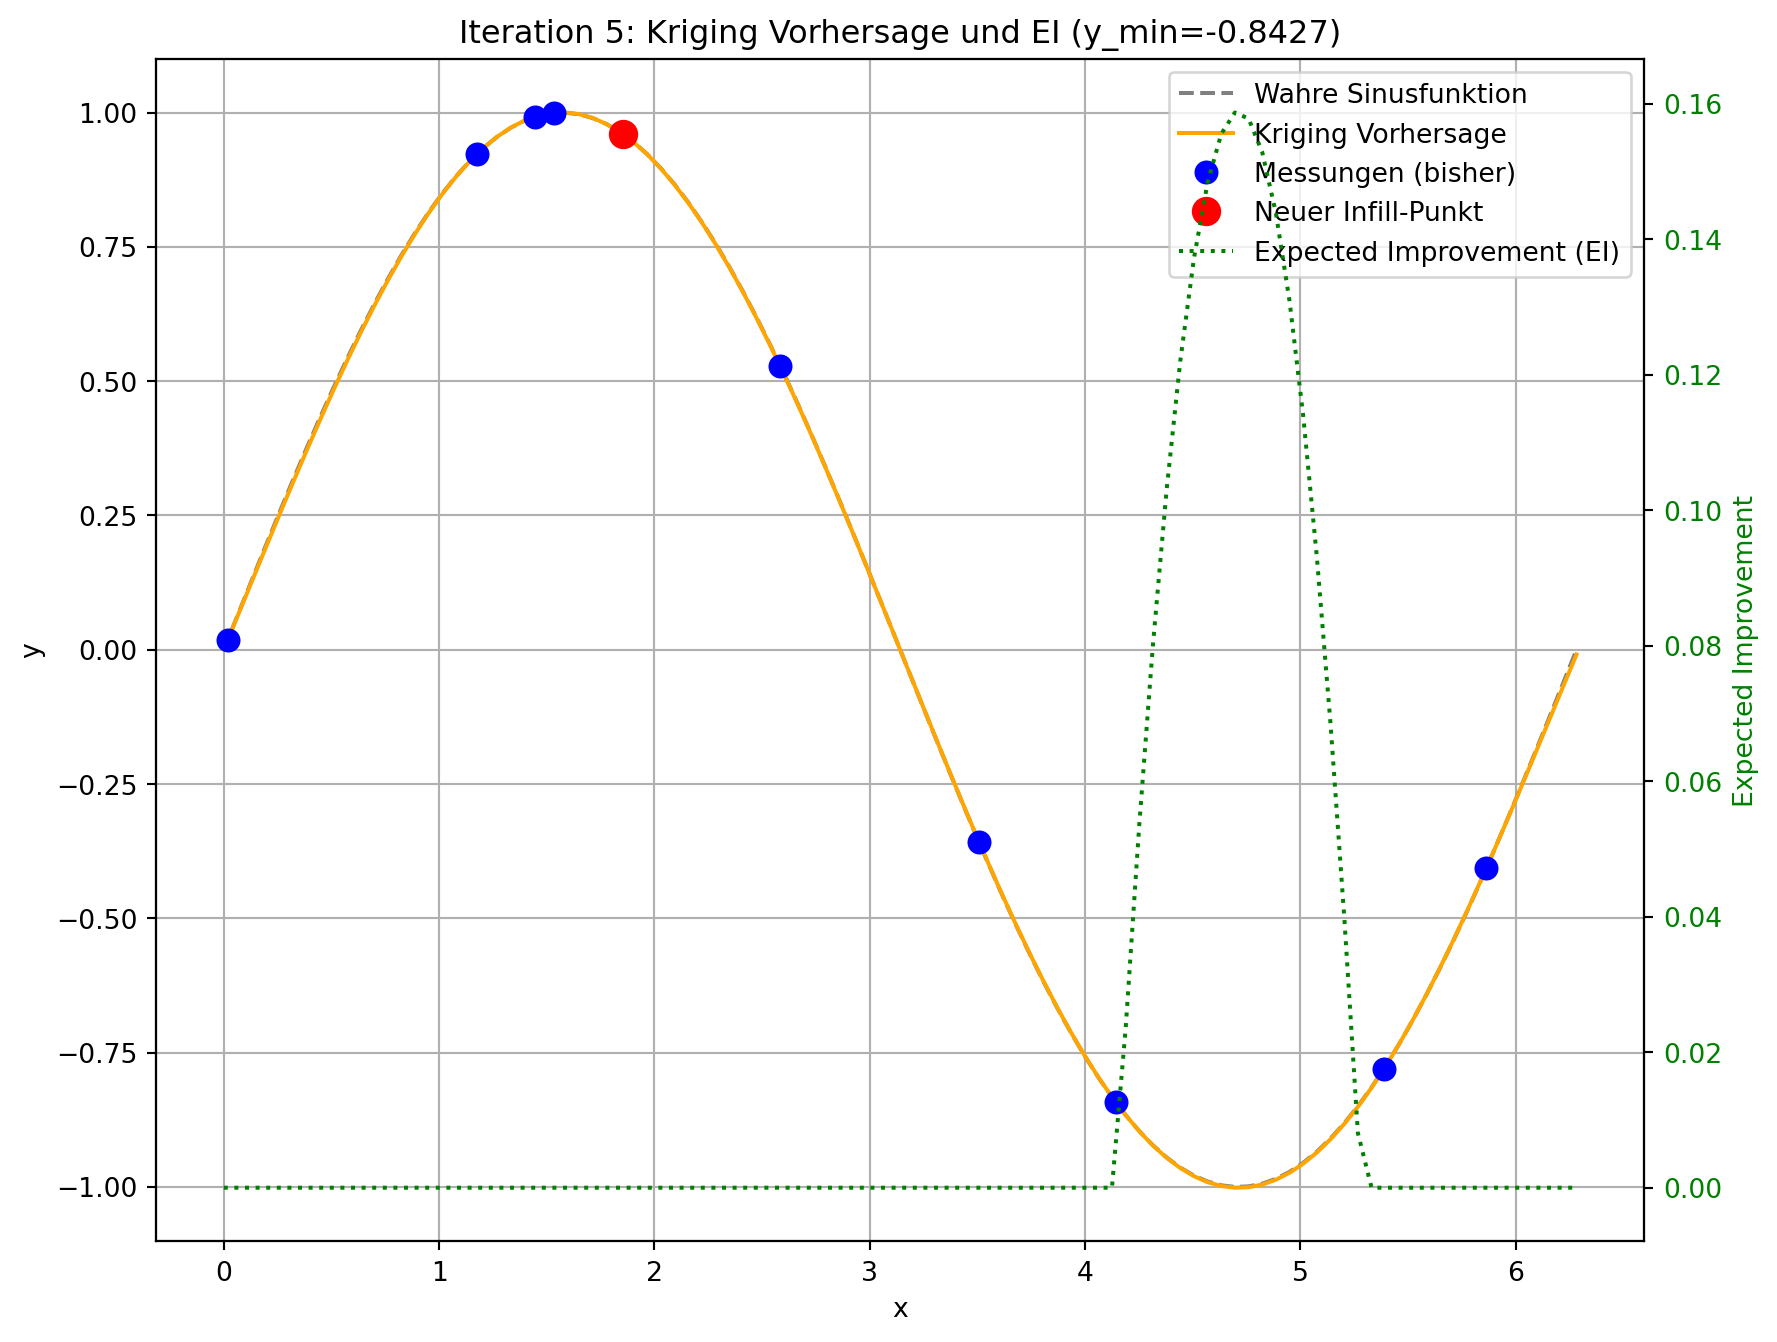 Iteration 5: Kriging Vorhersage und EI (y_min=-0.8427)
Wahre Sinusfunktion
Kriging Vorhersage
Messungen (bisher)
Neuer Infill-Punkt
Expected Improvement (EI)
1.00
0.75
0.50
0.25
0.00
−0.25
−0.50
−0.75
−1.00
y
0.16
0.14
0.12
0.10
0.08
0.06
0.04
0.02
0.00
Expected Improvement
0 1 2 3 4 5 6
x